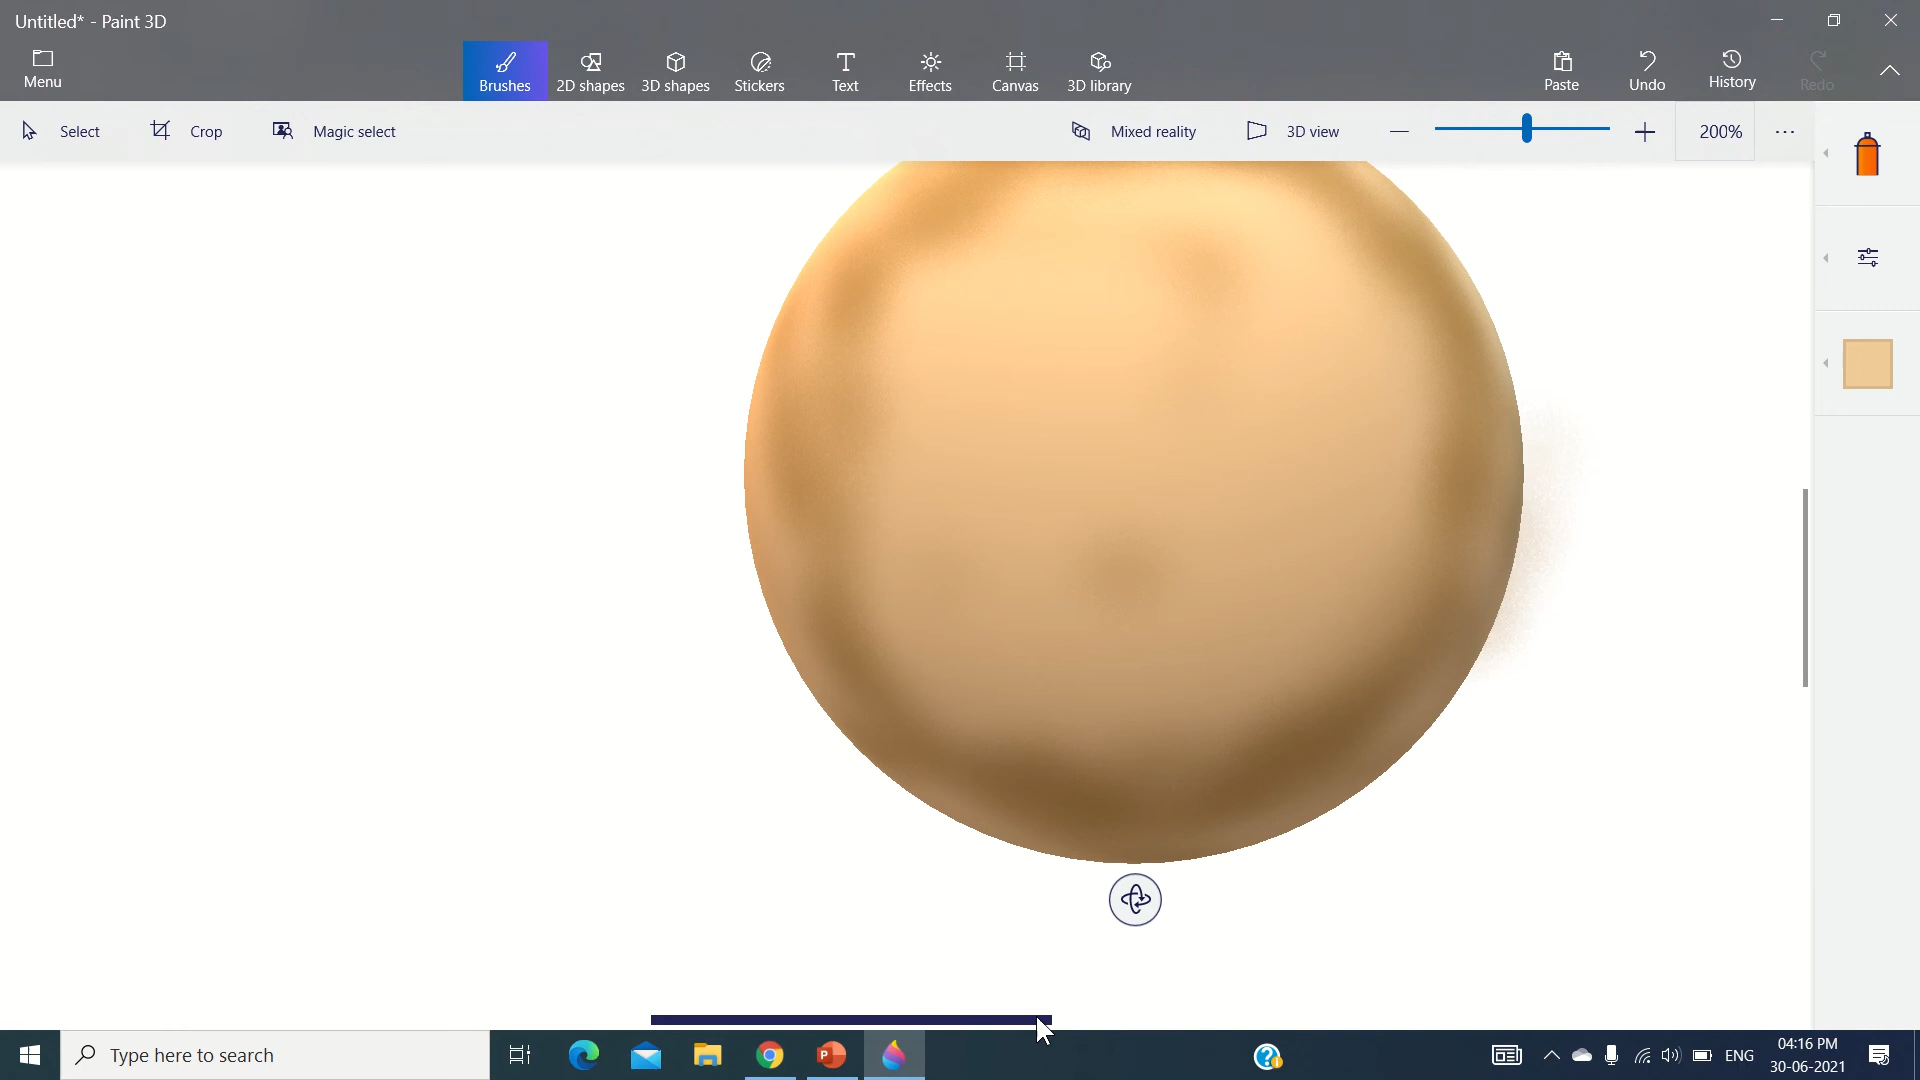 Untitled* - Paint 3D
Menu
Brushes 2D shapes 3D shapes Stickers Text Effects Canvas 3D library
Paste Undo History Redo
Select Crop Magic select Mixed reality 3D view 200%
Type here to search
ENG
04:16 PM
30-06-2021